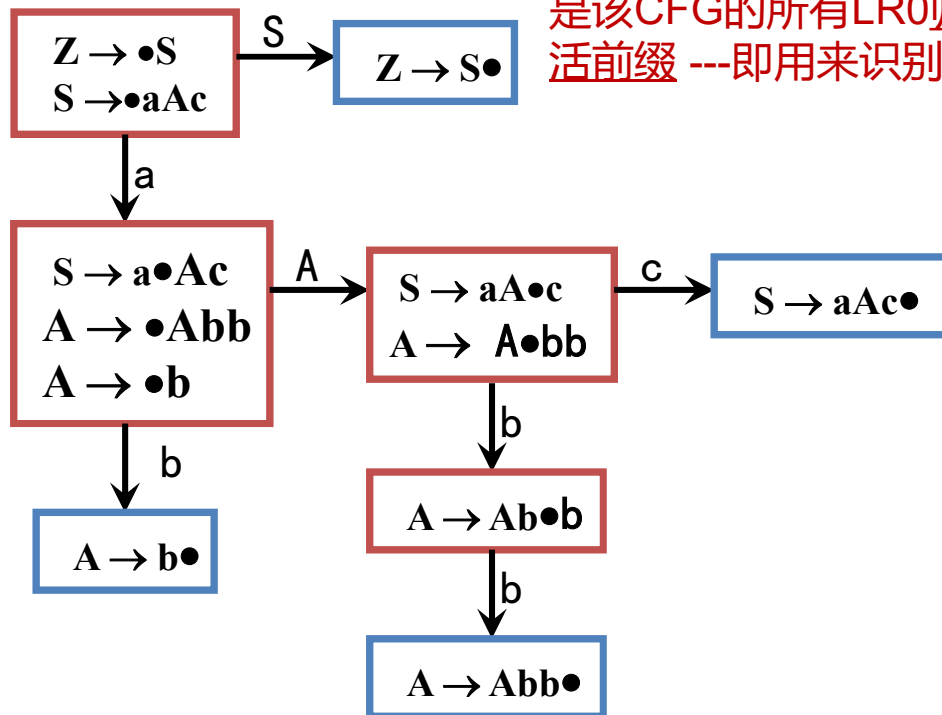 是该CFG的所有LR0
活前缀 ---即用来识别
Z → •S
S → •aAc
S
Z → S•
a
S → a•Ac
A → •Abb
A → •b
A
S → aA•c
A → A•bb
c
S → aAc•
b
A → b•
b
A → Ab•b
b
A → Abb•